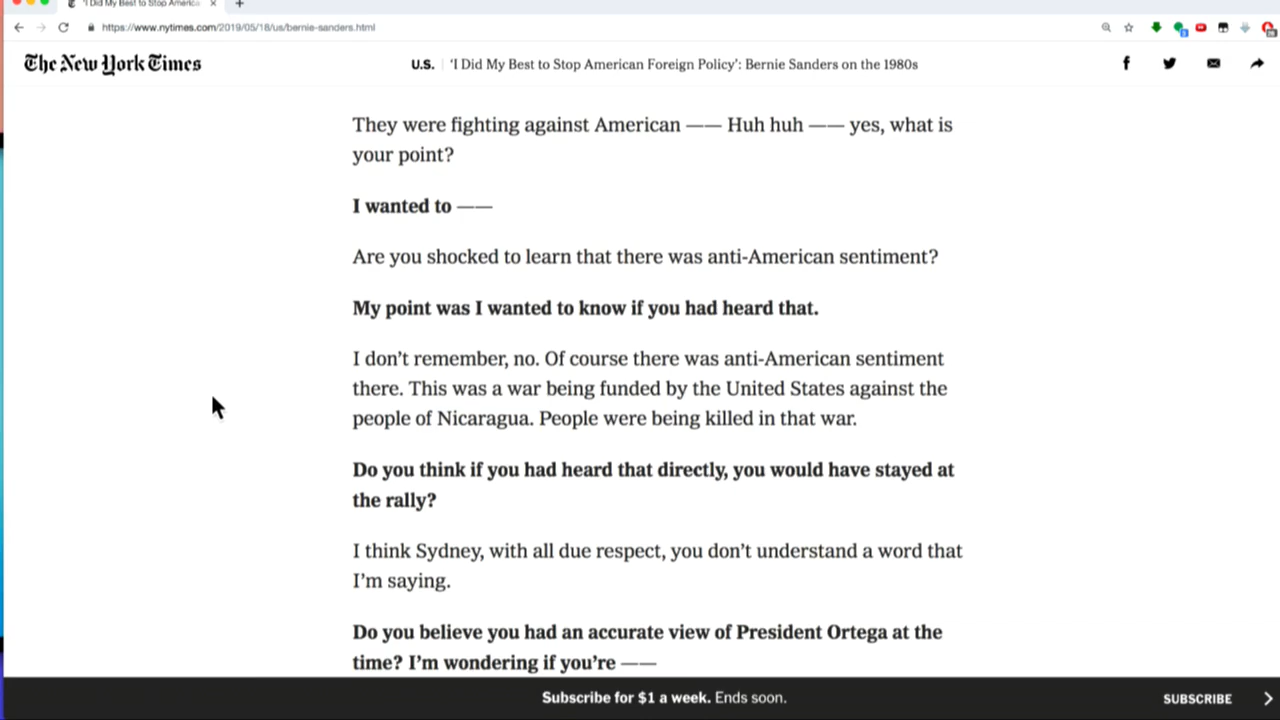 'I Did My Best to Stop America
https://www.nytimes.com/2019/05/18/us/bernie-sanders.html
The New York Times
U.S. 'I Did My Best to Stop American Foreign Policy': Bernie Sanders on the 1980s
They were fighting against American —— Huh huh —— yes, what is
your point?
I wanted to ——
Are you shocked to learn that there was anti-American sentiment?
My point was I wanted to know if you had heard that.
I don't remember, no. Of course there was anti-American sentiment
there. This was a war being funded by the United States against the
people of Nicaragua. People were being killed in that war.
Do you think if you had heard that directly, you would have stayed at
the rally?
I think Sydney, with all due respect, you don't understand a word that
I'm saying.
Do you believe you had an accurate view of President Ortega at the
time? I'm wondering if you're ——
Subscribe for $1 a week. Ends soon.
SUBSCRIBE